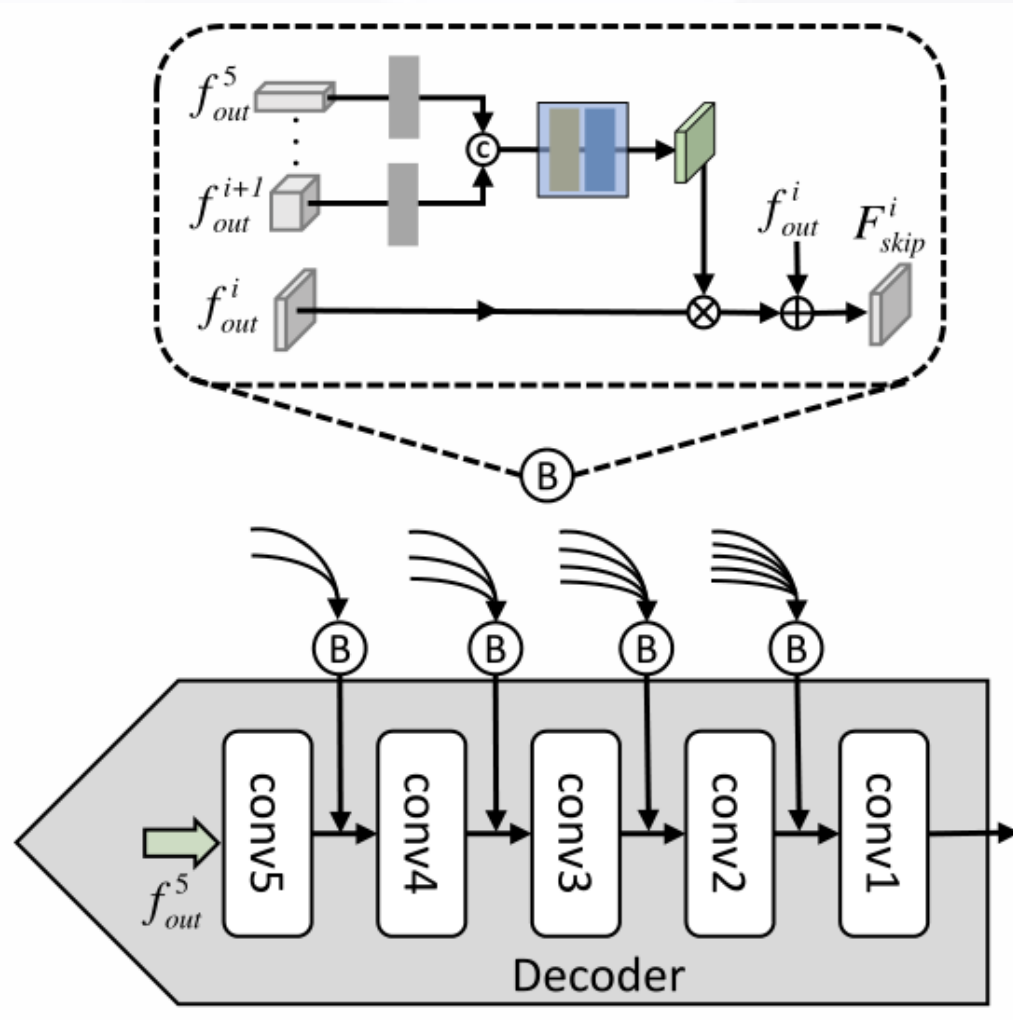 f^5_out
C
f^{i+1}_out
f^i_out
F^i_skip
f^i_out
B
B B B B
conv5 conv4 conv3 conv2 conv1
f^5_out
Decoder